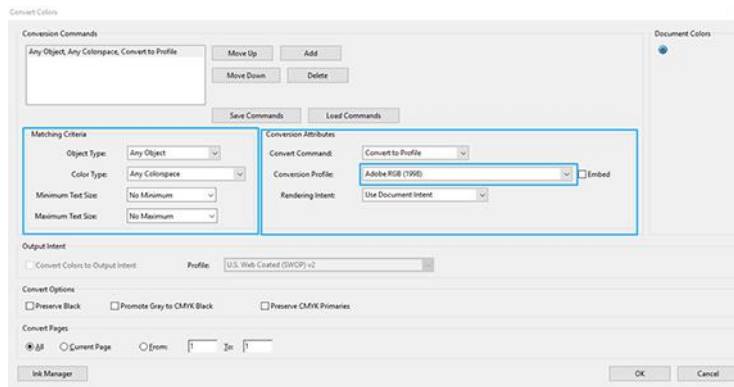 Convert Colors
Conversion Commands
Document Colors
Any Object, Any Colorspace, Convert to Profile
Move Up
Add
Move Down
Delete
Save Commands
Load Commands
Matching Criteria
Conversion Attributes
Object Type:
Any Object
Convert Command:
Convert to Profile
Color Type:
Any Colorspace
Conversion Profile:
Adobe RGB (1998)
Embed
Minimum Text Size:
No Minimum
Rendering Intent:
Use Document Intent
Maximum Text Size:
No Maximum
Output Intent
Convert Colors to Output Intent
Profile:
U.S. Web Coated (SWOP) v2
Convert Options
Preserve Black
Promote Gray to CMYK Black
Preserve CMYK Primaries
Convert Pages
All
Current Page
From:
1
To:
1
Ink Manager
OK
Cancel